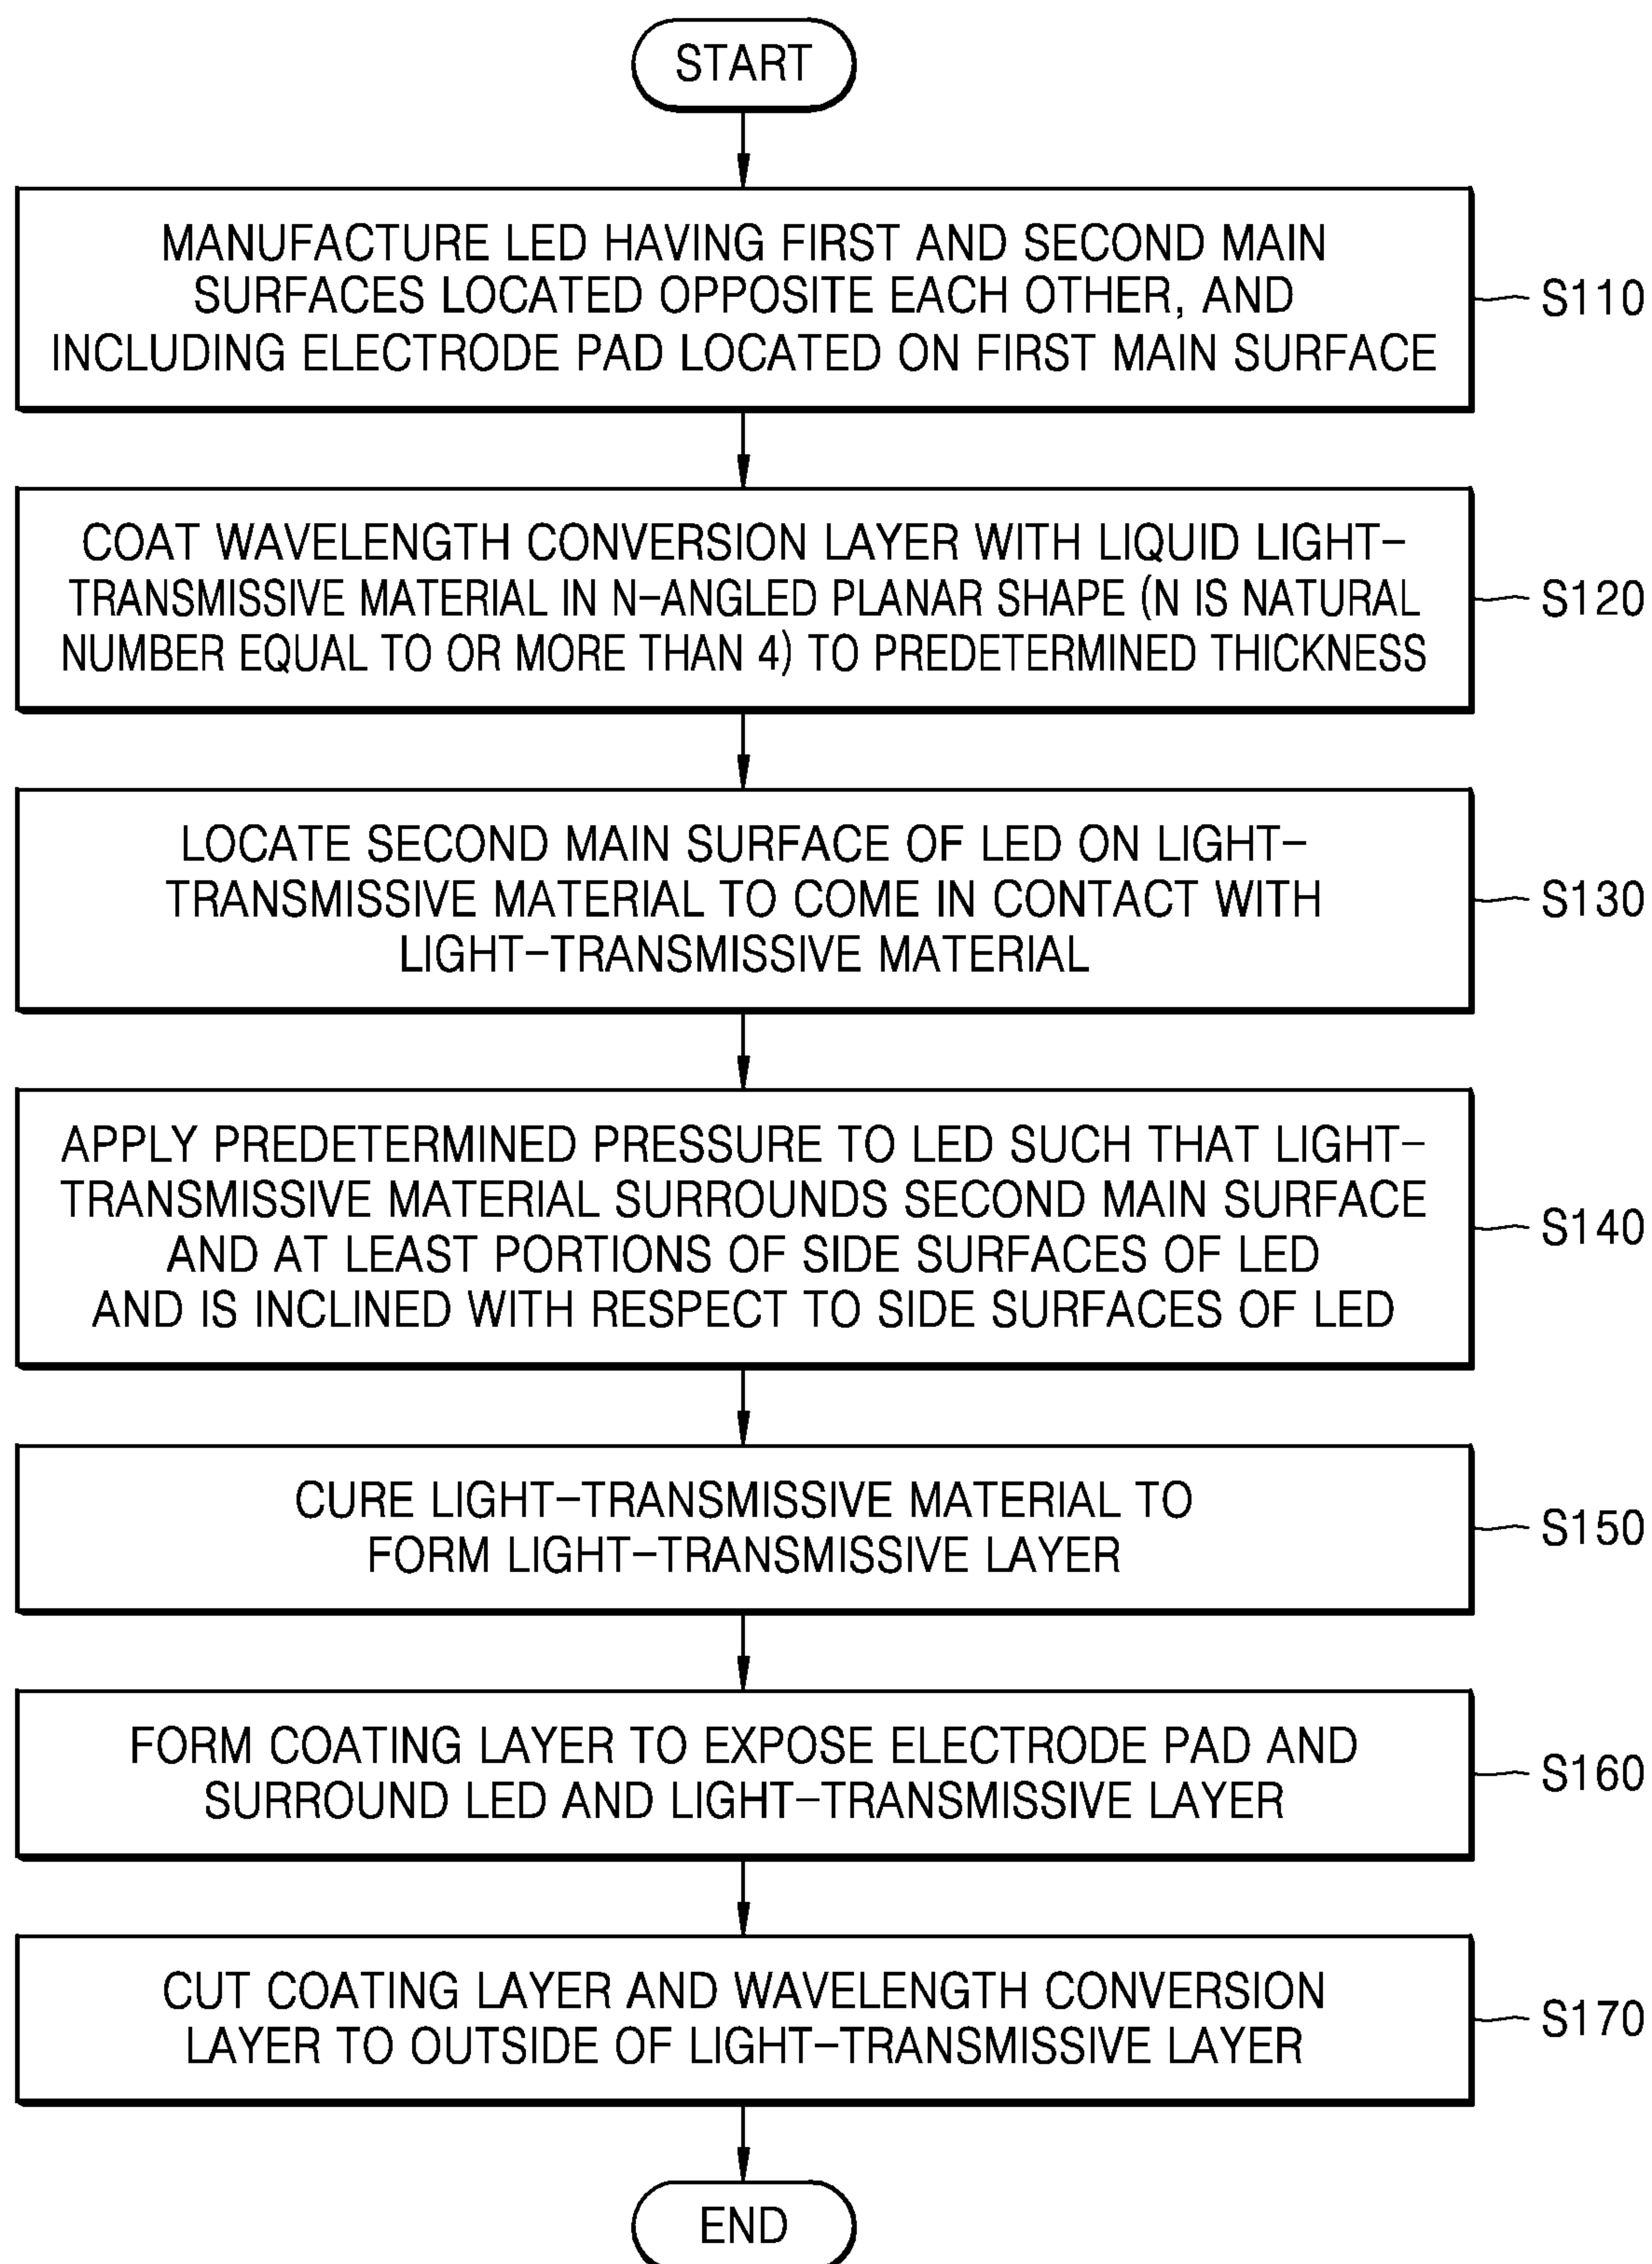 START
MANUFACTURE LED HAVING FIRST AND SECOND MAIN
SURFACES LOCATED OPPOSITE EACH OTHER, AND
INCLUDING ELECTRODE PAD LOCATED ON FIRST MAIN SURFACE
S110
COAT WAVELENGTH CONVERSION LAYER WITH LIQUID LIGHT-
TRANSMISSIVE MATERIAL IN N-ANGLED PLANAR SHAPE (N IS NATURAL
NUMBER EQUAL TO OR MORE THAN 4) TO PREDETERMINED THICKNESS
S120
LOCATE SECOND MAIN SURFACE OF LED ON LIGHT-
TRANSMISSIVE MATERIAL TO COME IN CONTACT WITH
LIGHT-TRANSMISSIVE MATERIAL
S130
APPLY PREDETERMINED PRESSURE TO LED SUCH THAT LIGHT-
TRANSMISSIVE MATERIAL SURROUNDS SECOND MAIN SURFACE
AND AT LEAST PORTIONS OF SIDE SURFACES OF LED
AND IS INCLINED WITH RESPECT TO SIDE SURFACES OF LED
S140
CURE LIGHT-TRANSMISSIVE MATERIAL TO
FORM LIGHT-TRANSMISSIVE LAYER
S150
FORM COATING LAYER TO EXPOSE ELECTRODE PAD AND
SURROUND LED AND LIGHT-TRANSMISSIVE LAYER
S160
CUT COATING LAYER AND WAVELENGTH CONVERSION
LAYER TO OUTSIDE OF LIGHT-TRANSMISSIVE LAYER
S170
END